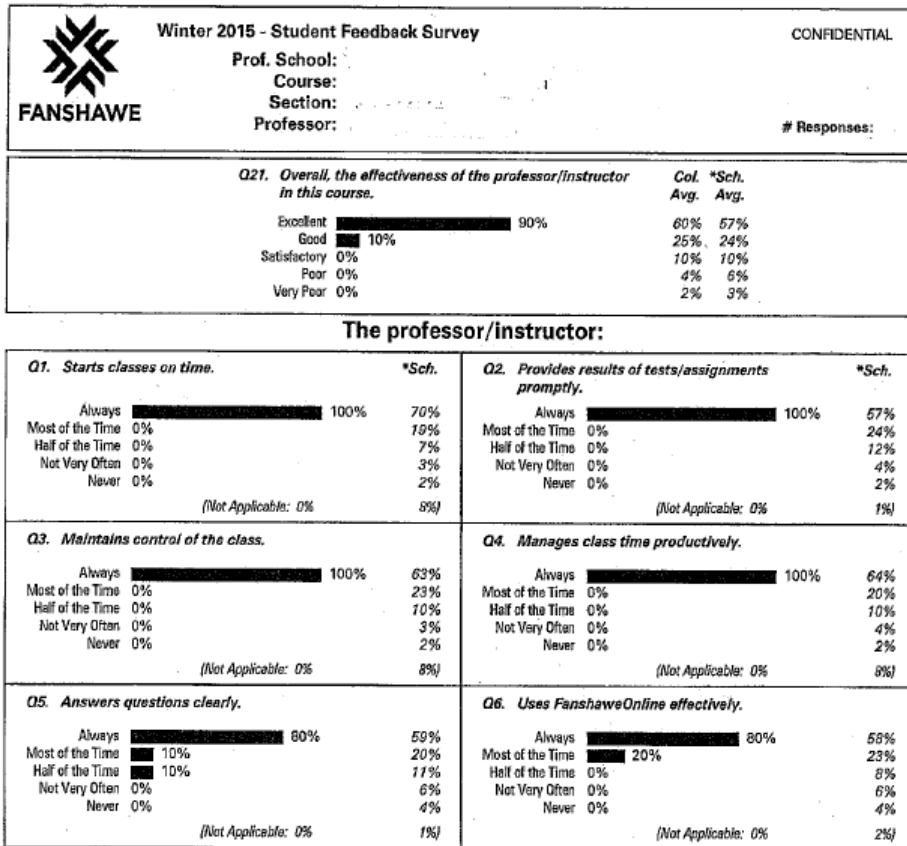 Winter 2015 - Student Feedback Survey
CONFIDENTIAL
Prof. School:
Course:
Section:
Professor:
FANSHAWE
# Responses:
Q21. Overall, the effectiveness of the professor/instructor in this course.
Col. Avg. *Sch. Avg.
Excellent 90% 60% 57%
Good 10% 25% 24%
Satisfactory 0% 10% 10%
Poor 0% 4% 6%
Very Poor 0% 2% 3%
The professor/instructor:
Q1. Starts classes on time. *Sch.
Always 100% 70%
Most of the Time 0% 19%
Half of the Time 0% 7%
Not Very Often 0% 3%
Never 0% 2%
(Not Applicable: 0% 8%)
Q2. Provides results of tests/assignments promptly. *Sch.
Always 100% 57%
Most of the Time 0% 24%
Half of the Time 0% 12%
Not Very Often 0% 4%
Never 0% 2%
(Not Applicable: 0% 1%)
Q3. Maintains control of the class.
Always 100% 63%
Most of the Time 0% 23%
Half of the Time 0% 10%
Not Very Often 0% 3%
Never 0% 2%
(Not Applicable: 0% 8%)
Q4. Manages class time productively.
Always 100% 64%
Most of the Time 0% 20%
Half of the Time 0% 10%
Not Very Often 0% 4%
Never 0% 2%
(Not Applicable: 0% 8%)
Q5. Answers questions clearly.
Always 80% 59%
Most of the Time 10% 20%
Half of the Time 10% 11%
Not Very Often 0% 6%
Never 0% 4%
(Not Applicable: 0% 1%)
Q6. Uses FanshaweOnline effectively.
Always 80% 58%
Most of the Time 20% 23%
Half of the Time 0% 8%
Not Very Often 0% 6%
Never 0% 4%
(Not Applicable: 0% 2%)